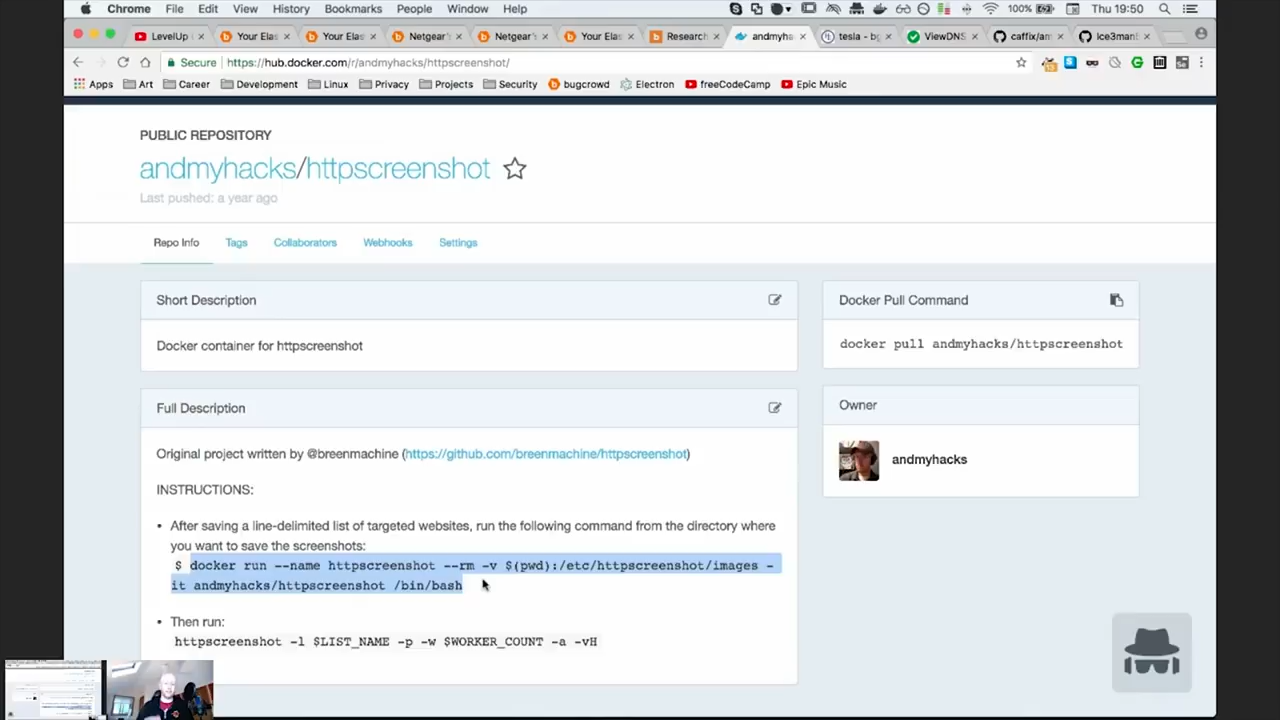 Chrome File Edit View History Bookmarks People Window Help 100% Thu 19:50
LevelUp Your Elas Your Elas Netgear's Netgear's Your Elas Research andmyha tesla - bg ViewDNS caffix/am Ice3man
Secure https://hub.docker.com/r/andmyhacks/httpscreenshot/
Apps Art Career Development Linux Privacy Projects Security bugcrowd Electron freeCodeCamp Epic Music
PUBLIC REPOSITORY
andmyhacks/httpscreenshot
Last pushed: a year ago
Repo Info Tags Collaborators Webhooks Settings
Short Description
Docker container for httpscreenshot
Docker Pull Command
docker pull andmyhacks/httpscreenshot
Full Description
Original project written by @breenmachine (https://github.com/breenmachine/httpscreenshot)
INSTRUCTIONS:
• After saving a line-delimited list of targeted websites, run the following command from the directory where
you want to save the screenshots:
$ docker run --name httpscreenshot --rm -v $(pwd):/etc/httpscreenshot/images -
it andmyhacks/httpscreenshot /bin/bash
• Then run:
httpscreenshot -l $LIST_NAME -p -w $WORKER_COUNT -a -vH
Owner
andmyhacks